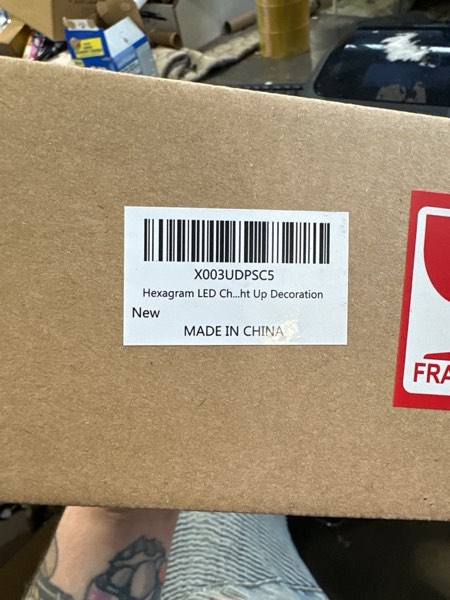 X003UDPSC5
Hexagram LED Ch...ht Up Decoration
New
MADE IN CHINA
FRA